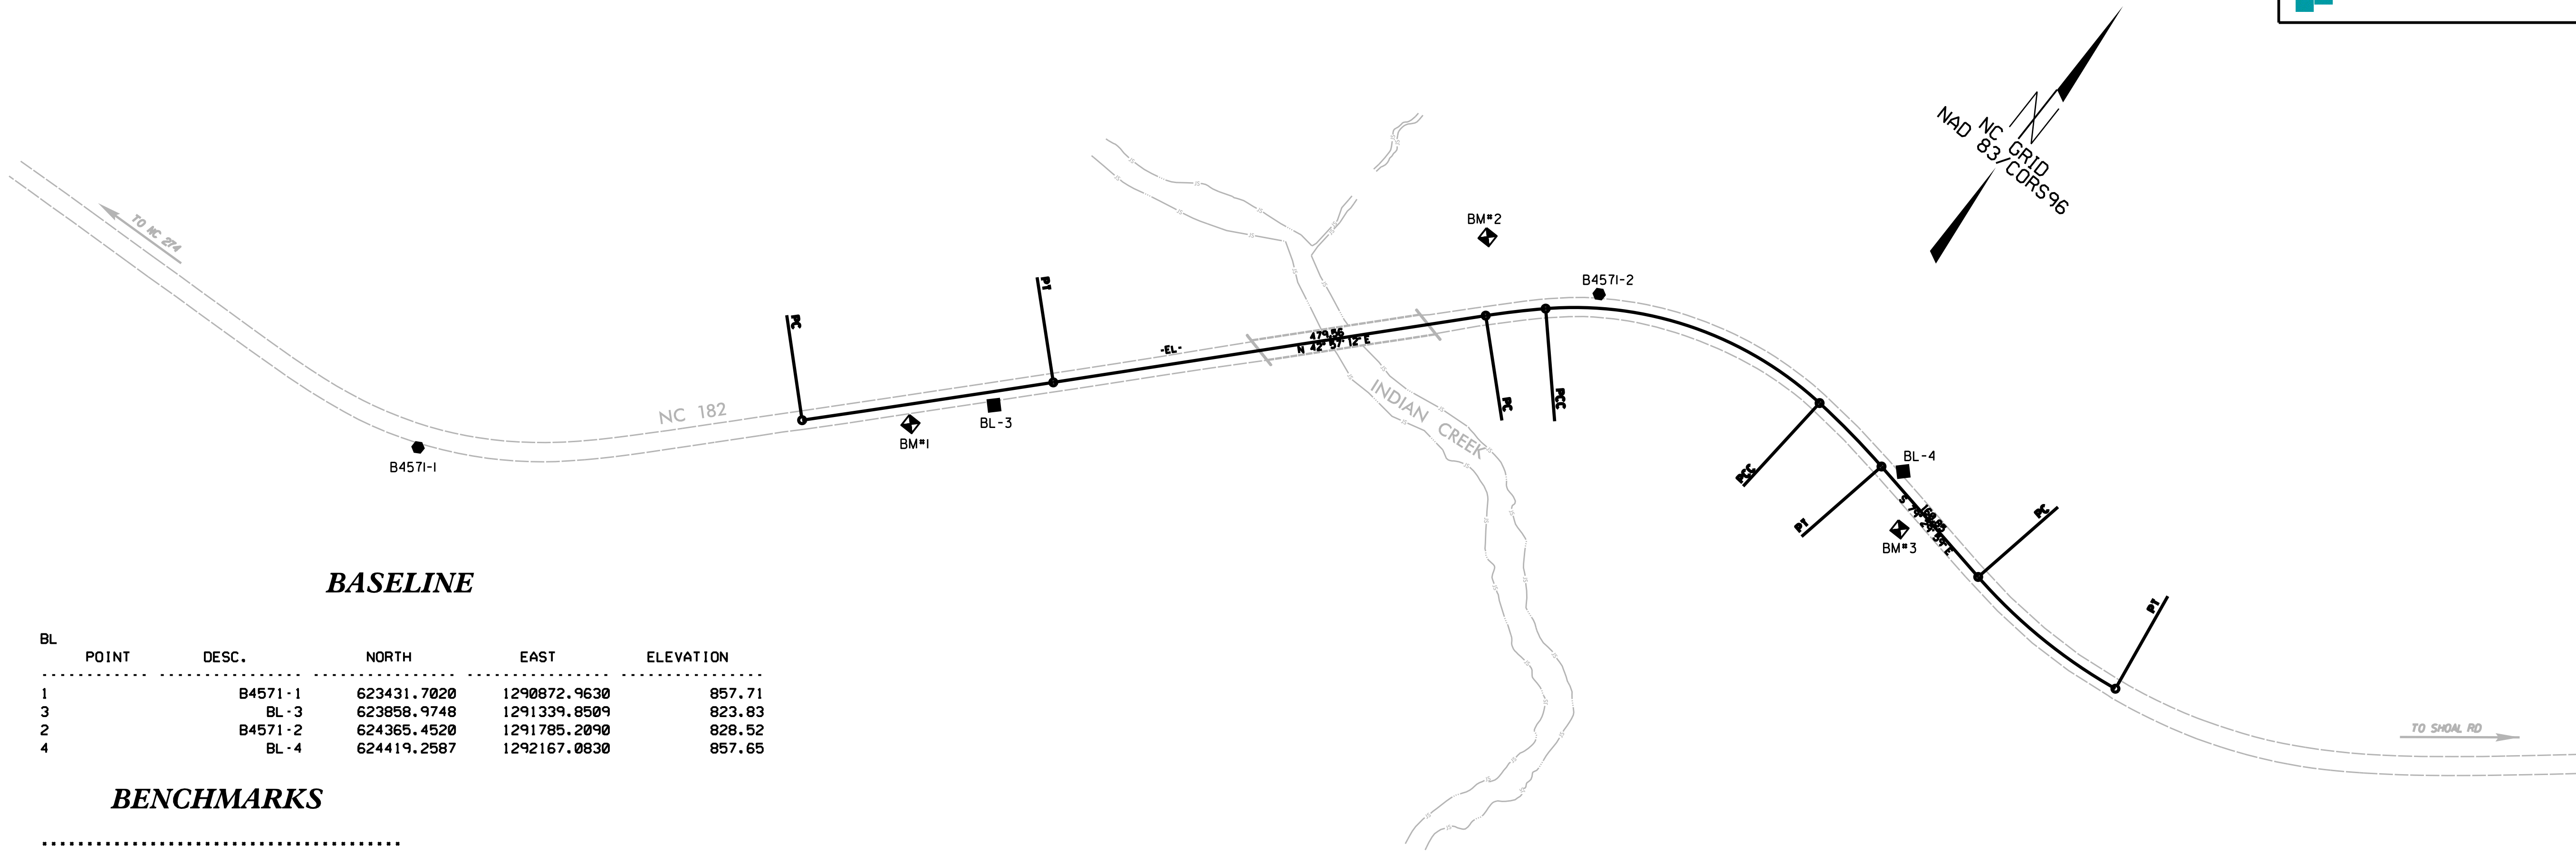 NC GRID
NAD 83/CORS96
TO NC 274
BM#2
B4571-2
PC
PT
-EL-
479.56
N 42° 57' 12" E
NC 182
BM#1
BL-3
B4571-1
INDIAN CREEK
PC
PCC
PCC
BL-4
PT
BM#3
PC
PT
TO SHOAL RD
BASELINE
BL
POINT DESC. NORTH EAST ELEVATION
1 B4571-1 623431.7020 1290872.9630 857.71
3 BL-3 623858.9748 1291339.8509 823.83
2 B4571-2 624365.4520 1291785.2090 828.52
4 BL-4 624419.2587 1292167.0830 857.65
BENCHMARKS